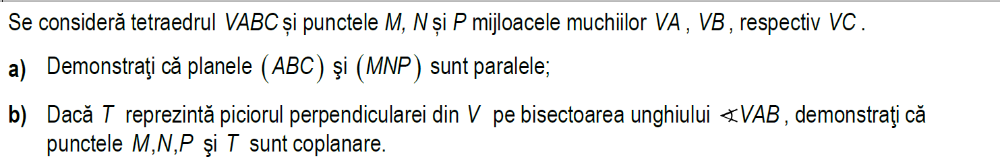 Se consideră tetraedrul VABC și punctele M, N și P mijloacele muchiilor VA , VB , respectiv VC .
a) Demonstraţi că planele (ABC) şi (MNP) sunt paralele;
b) Dacă T reprezintă piciorul perpendicularei din V pe bisectoarea unghiului ∢VAB , demonstraţi că
punctele M,N,P şi T sunt coplanare.